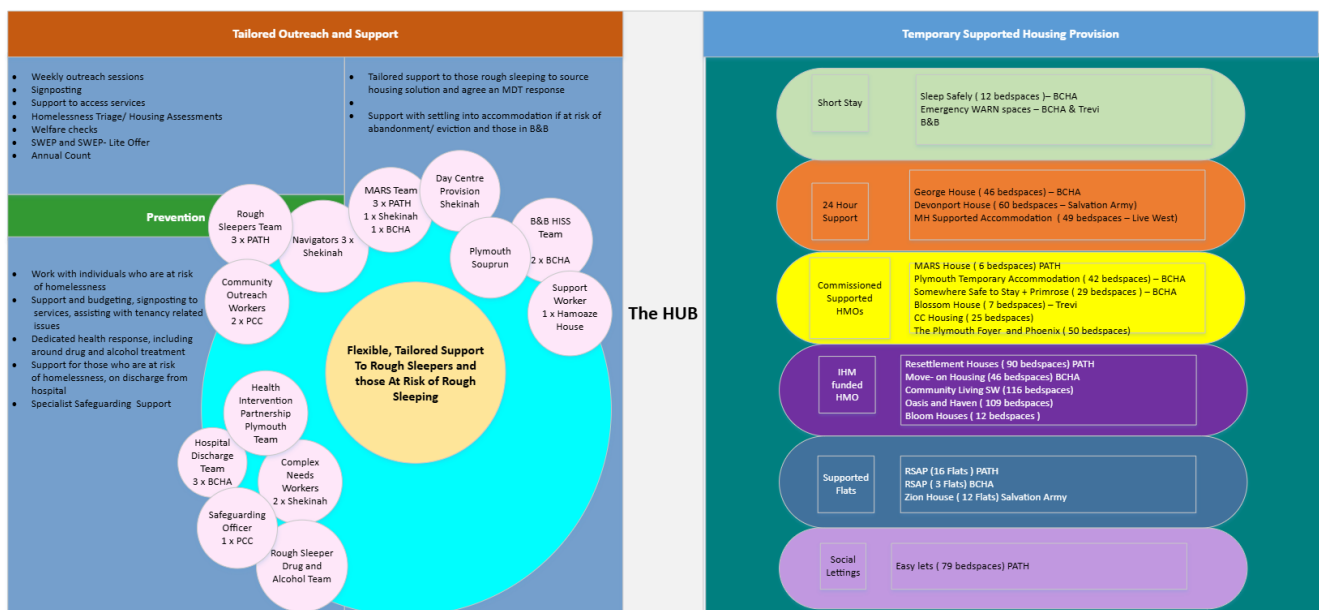 Tailored Outreach and Support
• Weekly outreach sessions
• Signposting
• Support to access services
• Homelessness Triage/ Housing Assessments
• Welfare checks
• SWEP and SWEP- Lite Offer
• Annual Count
• Tailored support to those rough sleeping to source
housing solution and agree an MDT response
•
• Support with settling into accommodation if at risk of
abandonment/ eviction and those in B&B
Prevention
• Work with individuals who are at risk
of homelessness
• Support and budgeting, signposting to
services, assisting with tenancy related
issues
• Dedicated health response, including
around drug and alcohol treatment
• Support for those who are at risk
of homelessness, on discharge from
hospital
• Specialist Safeguarding Support
Rough
Sleepers Team
3 x PATH
Navigators 3 x
Shekinah
MARS Team
3 x PATH
1 x Shekinah
1 x BCHA
Day Centre
Provision
Shekinah
Plymouth
Souprun
B&B HISS
Team
2 x BCHA
Support
Worker
1 x Hamoaze
House
Community
Outreach
Workers
2 x PCC
Flexible, Tailored Support
To Rough Sleepers and
those At Risk of Rough
Sleeping
Health
Intervention
Partnership
Plymouth
Team
Hospital
Discharge
Team
3 x BCHA
Complex
Needs
Workers
2 x Shekinah
Safeguarding
Officer
1 x PCC
Rough Sleeper
Drug and
Alcohol Team
The HUB
Temporary Supported Housing Provision
Short Stay
Sleep Safely ( 12 bedspaces )– BCHA
Emergency WARN spaces – BCHA & Trevi
B&B
24 Hour
Support
George House ( 46 bedspaces) – BCHA
Devonport House ( 60 bedspaces – Salvation Army)
MH Supported Accommodation ( 49 bedspaces – Live West)
Commissioned
Supported
HMOs
MARS House ( 6 bedspaces) PATH
Plymouth Temporary Accommodation ( 42 bedspaces) – BCHA
Somewhere Safe to Stay + Primrose ( 29 bedspaces ) – BCHA
Blossom House ( 7 bedspaces) – Trevi
CC Housing ( 25 bedspaces)
The Plymouth Foyer and Phoenix ( 50 bedspaces)
IHM
funded
HMO
Resettlement Houses ( 90 bedspaces) PATH
Move- on Housing (46 bedspaces) BCHA
Community Living SW (116 bedspaces)
Oasis and Haven ( 109 bedspaces)
Bloom Houses ( 12 bedspaces )
Supported
Flats
RSAP (16 Flats ) PATH
RSAP ( 3 Flats) BCHA
Zion House ( 12 Flats) Salvation Army
Social
Lettings
Easy lets ( 79 bedspaces) PATH